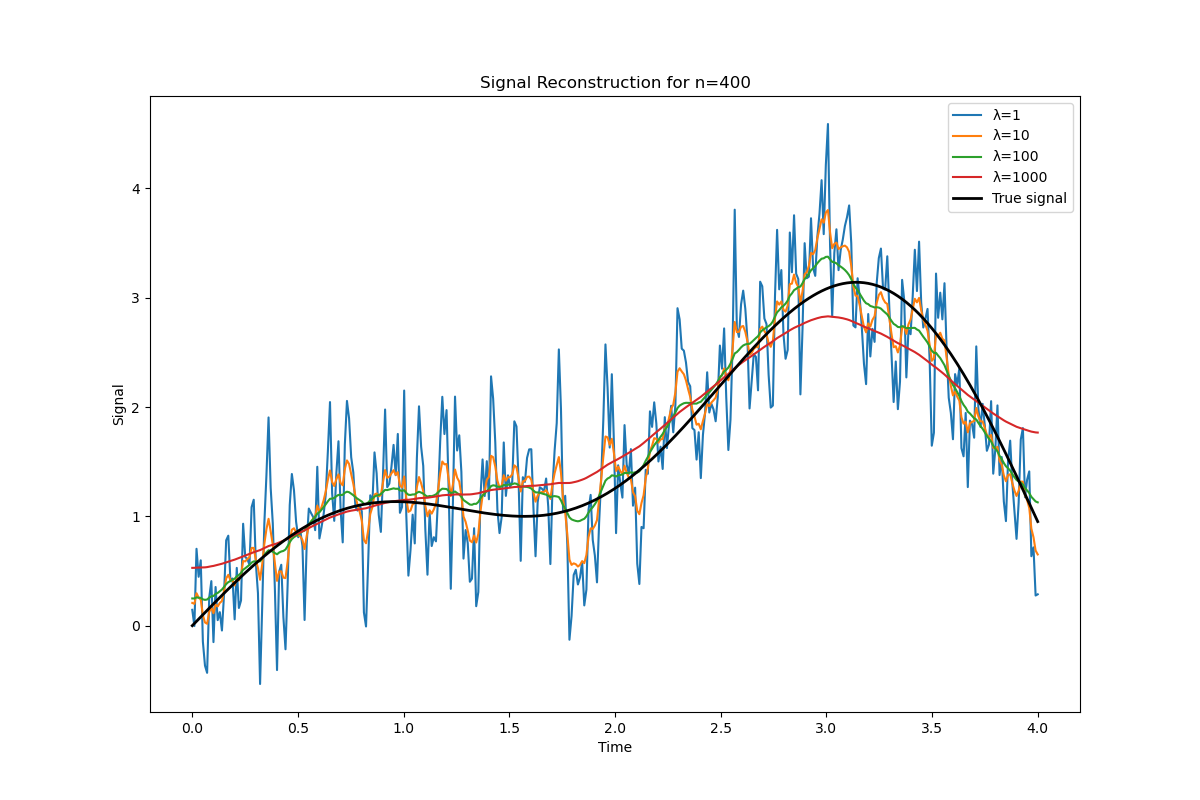 Signal Reconstruction for n=400
λ=1
λ=10
λ=100
λ=1000
True signal
Signal
4
3
2
1
0
0.0 0.5 1.0 1.5 2.0 2.5 3.0 3.5 4.0
Time